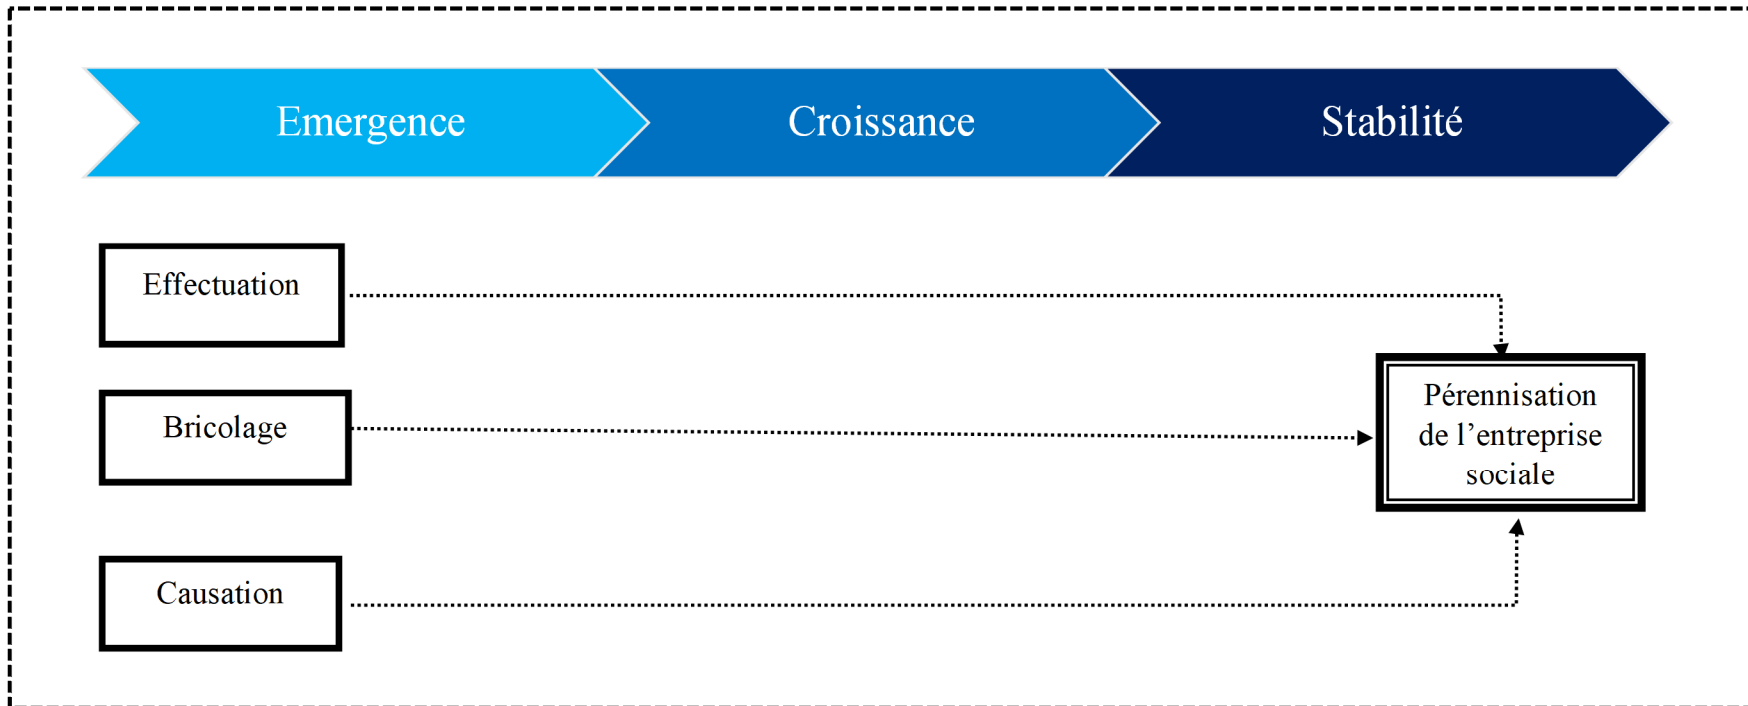 Emergence
Croissance
Stabilité
Effectuation
Bricolage
Causation
Pérennisation
de l’entreprise
sociale